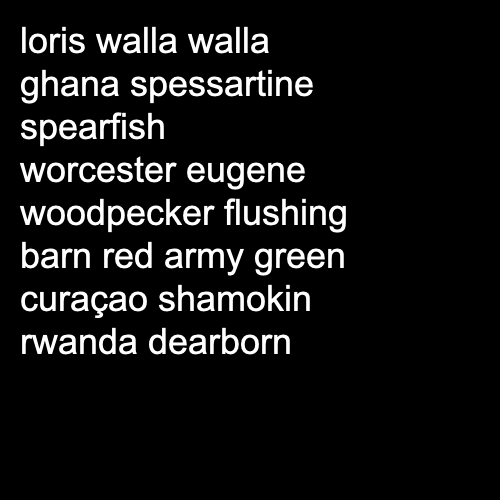 loris walla walla
ghana spessartine
spearfish
worcester eugene
woodpecker flushing
barn red army green
curaçao shamokin
rwanda dearborn